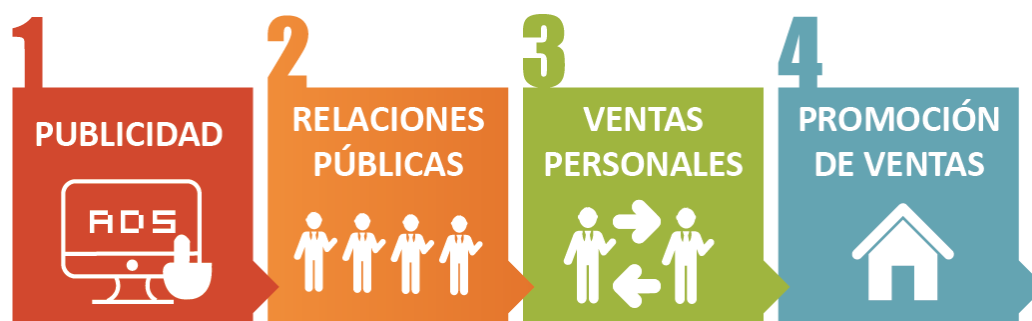 1
PUBLICIDAD
ADS
2
RELACIONES
PÚBLICAS
3
VENTAS
PERSONALES
4
PROMOCIÓN
DE VENTAS